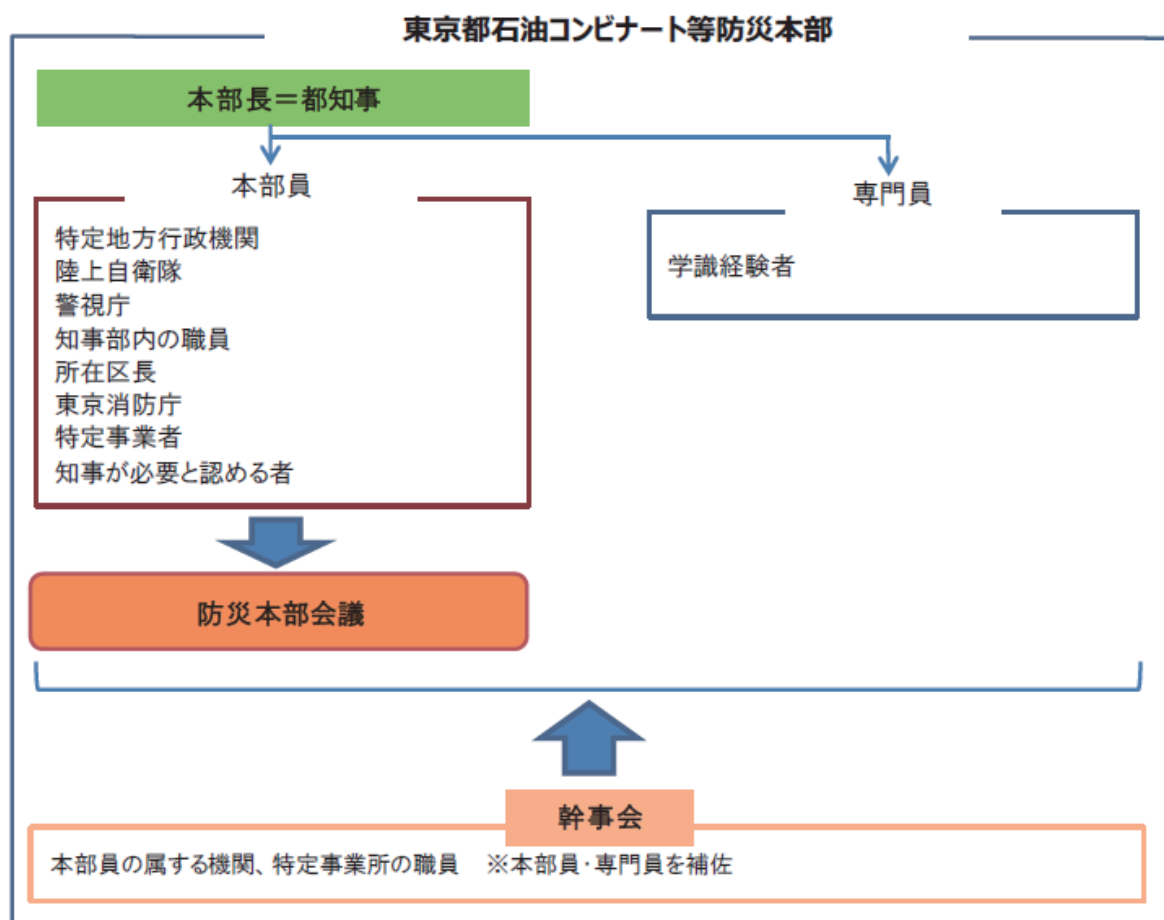 東京都石油コンビナート等防災本部
本部長＝都知事
本部員
特定地方行政機関
陸上自衛隊
警視庁
知事部内の職員
所在区長
東京消防庁
特定事業者
知事が必要と認める者
専門員
学識経験者
防災本部会議
幹事会
本部員の属する機関、特定事業所の職員　※本部員・専門員を補佐